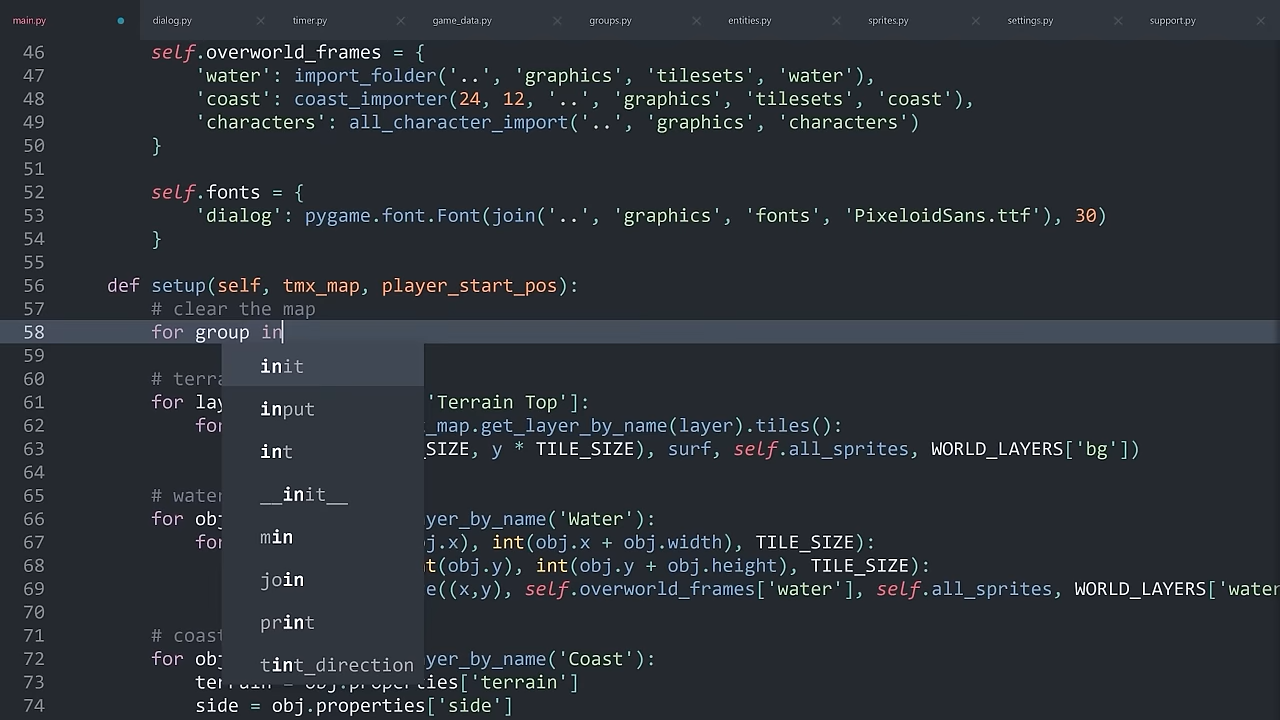 main.py dialog.py timer.py game_data.py groups.py entities.py sprites.py settings.py support.py
46 self.overworld_frames = {
47 'water': import_folder('..', 'graphics', 'tilesets', 'water'),
48 'coast': coast_importer(24, 12, '..', 'graphics', 'tilesets', 'coast'),
49 'characters': all_character_import('..', 'graphics', 'characters')
50 }
51
52 self.fonts = {
53 'dialog': pygame.font.Font(join('..', 'graphics', 'fonts', 'PixeloidSans.ttf'), 30)
54 }
55
56 def setup(self, tmx_map, player_start_pos):
57 # clear the map
58 for group in
59
init
60 # terra
61 for lay 'Terrain Top']:
input
62 for _map.get_layer_by_name(layer).tiles():
63 _SIZE, y * TILE_SIZE), surf, self.all_sprites, WORLD_LAYERS['bg'])
int
64
65 # water
__init__
66 for obj ayer_by_name('Water'):
67 for j.x), int(obj.x + obj.width), TILE_SIZE):
min
68 t(obj.y), int(obj.y + obj.height), TILE_SIZE):
69 e((x,y), self.overworld_frames['water'], self.all_sprites, WORLD_LAYERS['water
join
70
71 # coast
print
72 for obj ayer_by_name('Coast'):
tint_direction
73 terrain = obj.properties['terrain']
74 side = obj.properties['side']